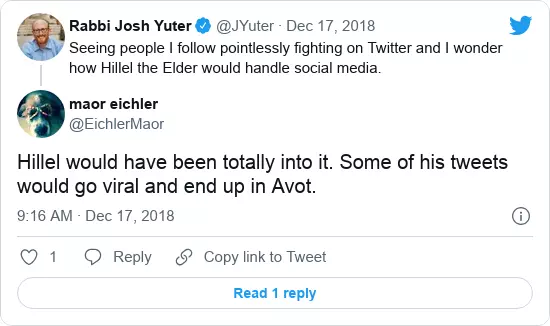 Rabbi Josh Yuter @JYuter · Dec 17, 2018
Seeing people I follow pointlessly fighting on Twitter and I wonder
how Hillel the Elder would handle social media.
maor eichler
@EichlerMaor
Hillel would have been totally into it. Some of his tweets
would go viral and end up in Avot.
9:16 AM · Dec 17, 2018
1 Reply Copy link to Tweet
Read 1 reply